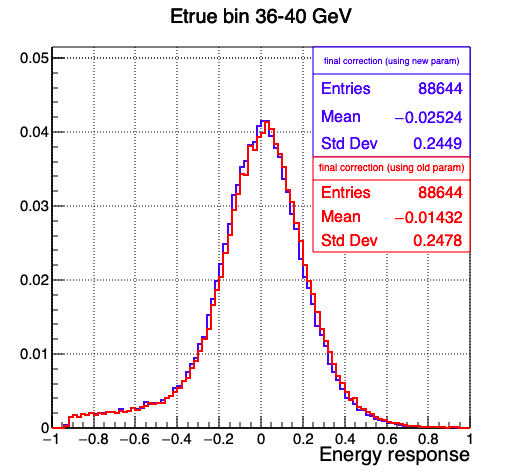 Etrue bin 36-40 GeV
0.05
0.04
0.03
0.02
0.01
0
final correction (using new param)
Entries 88644
Mean −0.02524
Std Dev 0.2449
final correction (using old param)
Entries 88644
Mean −0.01432
Std Dev 0.2478
−1 −0.8 −0.6 −0.4 −0.2 0 0.2 0.4 0.6 0.8 1
Energy response